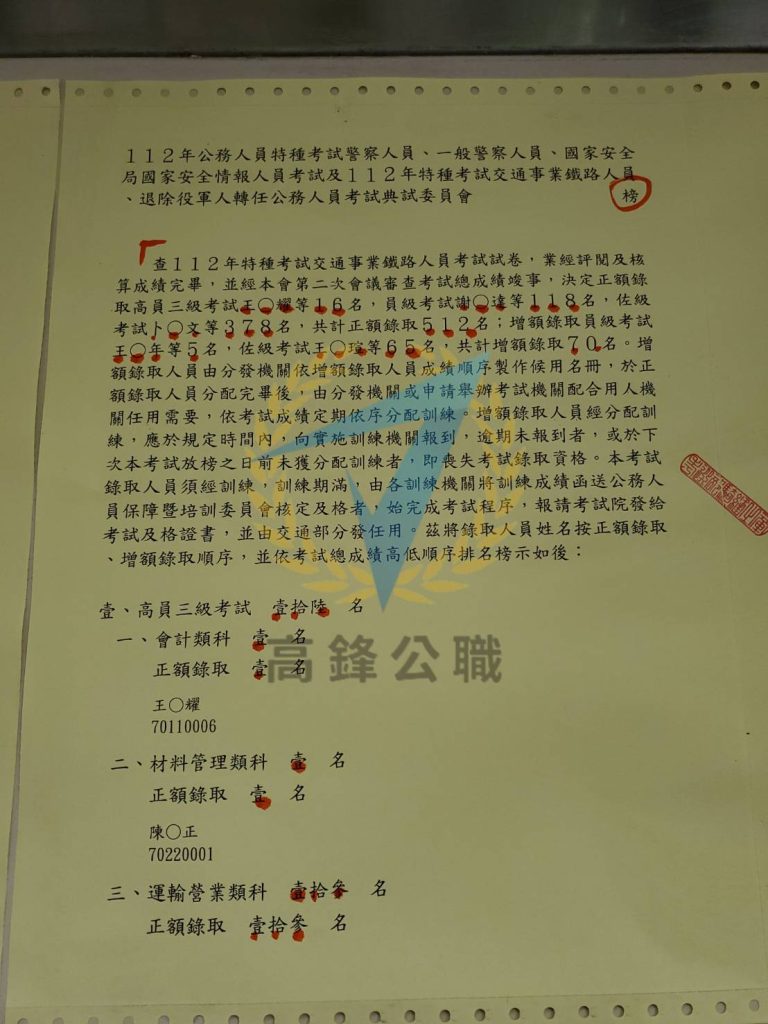 112年公務人員特種考試警察人員、一般警察人員、國家安全
局國家安全情報人員考試及112年特種考試交通事業鐵路人員
、退除役軍人轉任公務人員考試典試委員會 榜
查112年特種考試交通事業鐵路人員考試試卷，業經評閱及核
算成績完畢，並經本會第二次會議審查考試總成績竣事，決定正額錄
取高員三級考試王○耀等16名，員級考試謝○達等118名，佐級
考試卜○文等378名，共計正額錄取512名；增額錄取員級考試
王○年等5名，佐級考試王○瑄等65名，共計增額錄取70名。增
額錄取人員由分發機關依增額錄取人員成績順序製作候用名冊，於正
額錄取人員分配完畢後，由分發機關或申請舉辦考試機關配合用人機
關任用需要，依考試成績定期依序分配訓練。增額錄取人員經分配訓
練，應於規定時間內，向實施訓練機關報到，逾期未報到者，或於下
次本考試放榜之日前未獲分配訓練者，即喪失考試錄取資格。本考試
錄取人員須經訓練，訓練期滿，由各訓練機關將訓練成績函送公務人
員保障暨培訓委員會核定及格者，始完成考試程序，報請考試院發給
考試及格證書，並由交通部分發任用。茲將錄取人員姓名按正額錄取
、增額錄取順序，並依考試總成績高低順序排名榜示如後：
壹、高員三級考試 壹拾陸 名
一、會計類科 壹 名
正額錄取 壹 名
高鋒公職
王○耀
70110006
二、材料管理類科 壹 名
正額錄取 壹 名
陳○正
70220001
三、運輸營業類科 壹拾參 名
正額錄取 壹拾參 名